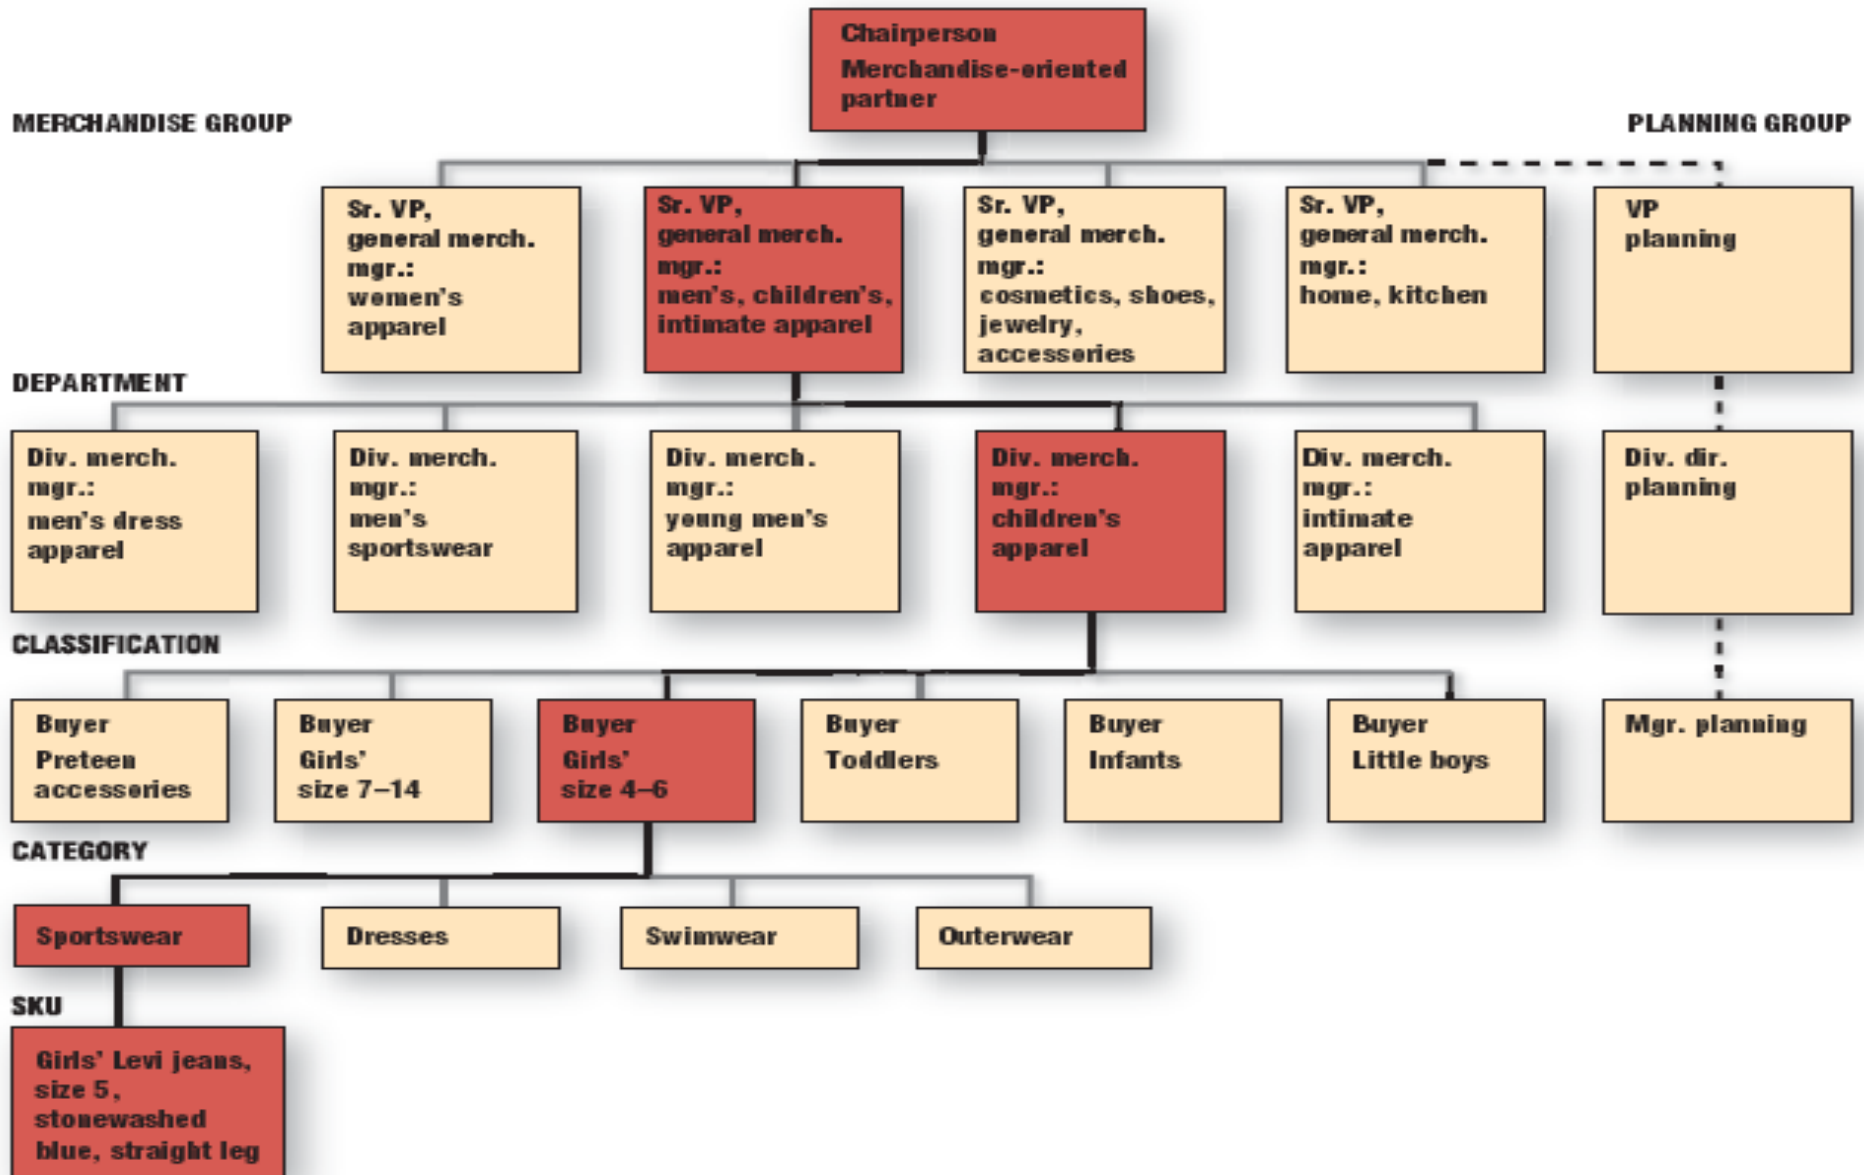 Chairperson
Merchandise-oriented
partner
MERCHANDISE GROUP
PLANNING GROUP
Sr. VP,
general merch.
mgr.:
women's
apparel
Sr. VP,
general merch.
mgr.:
men's, children's,
intimate apparel
Sr. VP,
general merch.
mgr.:
cosmetics, shoes,
jewelry,
accessories
Sr. VP,
general merch.
mgr.:
home, kitchen
VP
planning
DEPARTMENT
Div. merch.
mgr.:
men's dress
apparel
Div. merch.
mgr.:
men's
sportswear
Div. merch.
mgr.:
young men's
apparel
Div. merch.
mgr.:
children's
apparel
Div. merch.
mgr.:
intimate
apparel
Div. dir.
planning
CLASSIFICATION
Buyer
Preteen
accessories
Buyer
Girls'
size 7–14
Buyer
Girls'
size 4–6
Buyer
Toddlers
Buyer
Infants
Buyer
Little boys
Mgr. planning
CATEGORY
Sportswear
Dresses
Swimwear
Outerwear
SKU
Girls' Levi jeans,
size 5,
stonewashed
blue, straight leg